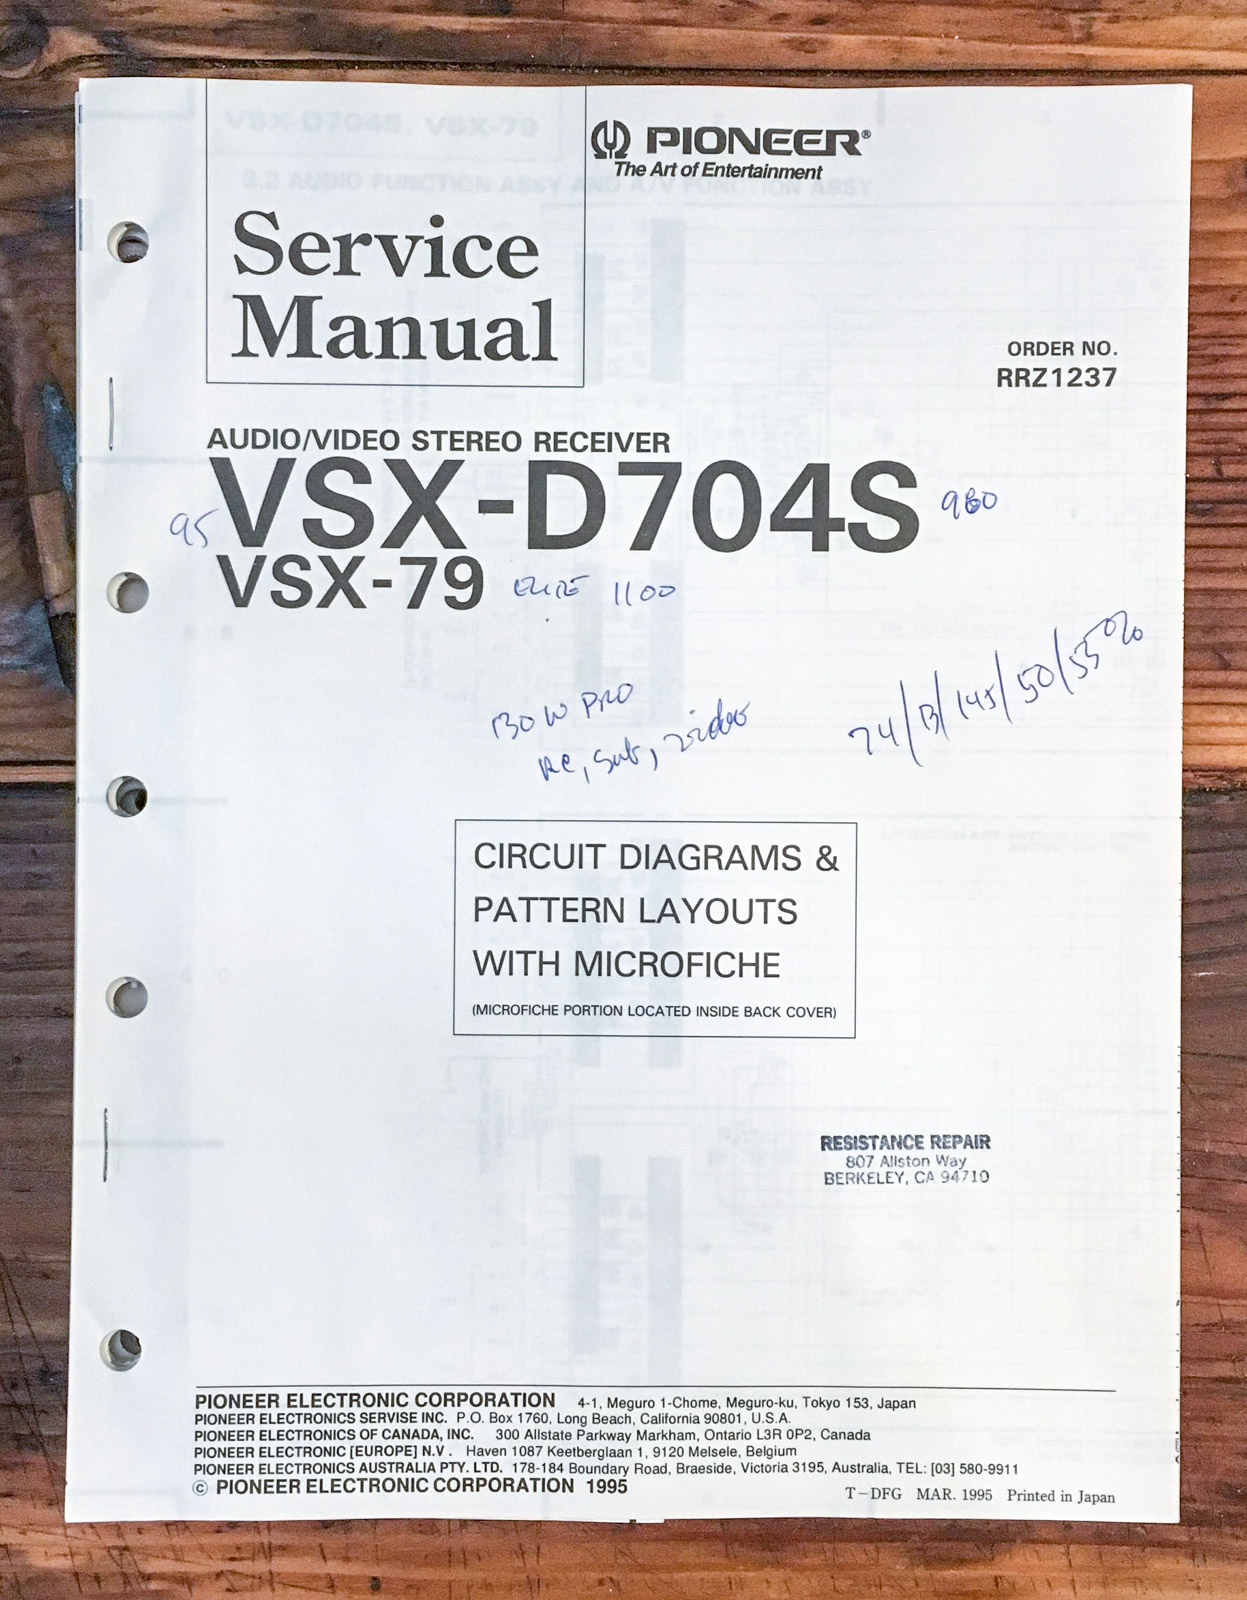 PIONEER®
The Art of Entertainment
Service
Manual
ORDER NO.
RRZ1237
AUDIO/VIDEO STEREO RECEIVER
95 VSX-D704S
VSX-79 ELITE 1100
130 W PRO
AC, Sub, Video
CIRCUIT DIAGRAMS &
PATTERN LAYOUTS
WITH MICROFICHE
(MICROFICHE PORTION LOCATED INSIDE BACK COVER)
RESISTANCE REPAIR
807 Allston Way
BERKELEY, CA 94710
PIONEER ELECTRONIC CORPORATION 4-1, Meguro 1-Chome, Meguro-ku, Tokyo 153, Japan
PIONEER ELECTRONICS SERVISE INC. P.O. Box 1760, Long Beach, California 90801, U.S.A.
PIONEER ELECTRONICS OF CANADA, INC. 300 Allstate Parkway Markham, Ontario L3R 0P2, Canada
PIONEER ELECTRONIC [EUROPE] N.V. Haven 1087 Keetberglaan 1, 9120 Melsele, Belgium
PIONEER ELECTRONICS AUSTRALIA PTY. LTD. 178-184 Boundary Road, Braeside, Victoria 3195, Australia, TEL: [03] 580-9911
© PIONEER ELECTRONIC CORPORATION 1995
T–DFG MAR. 1995 Printed in Japan